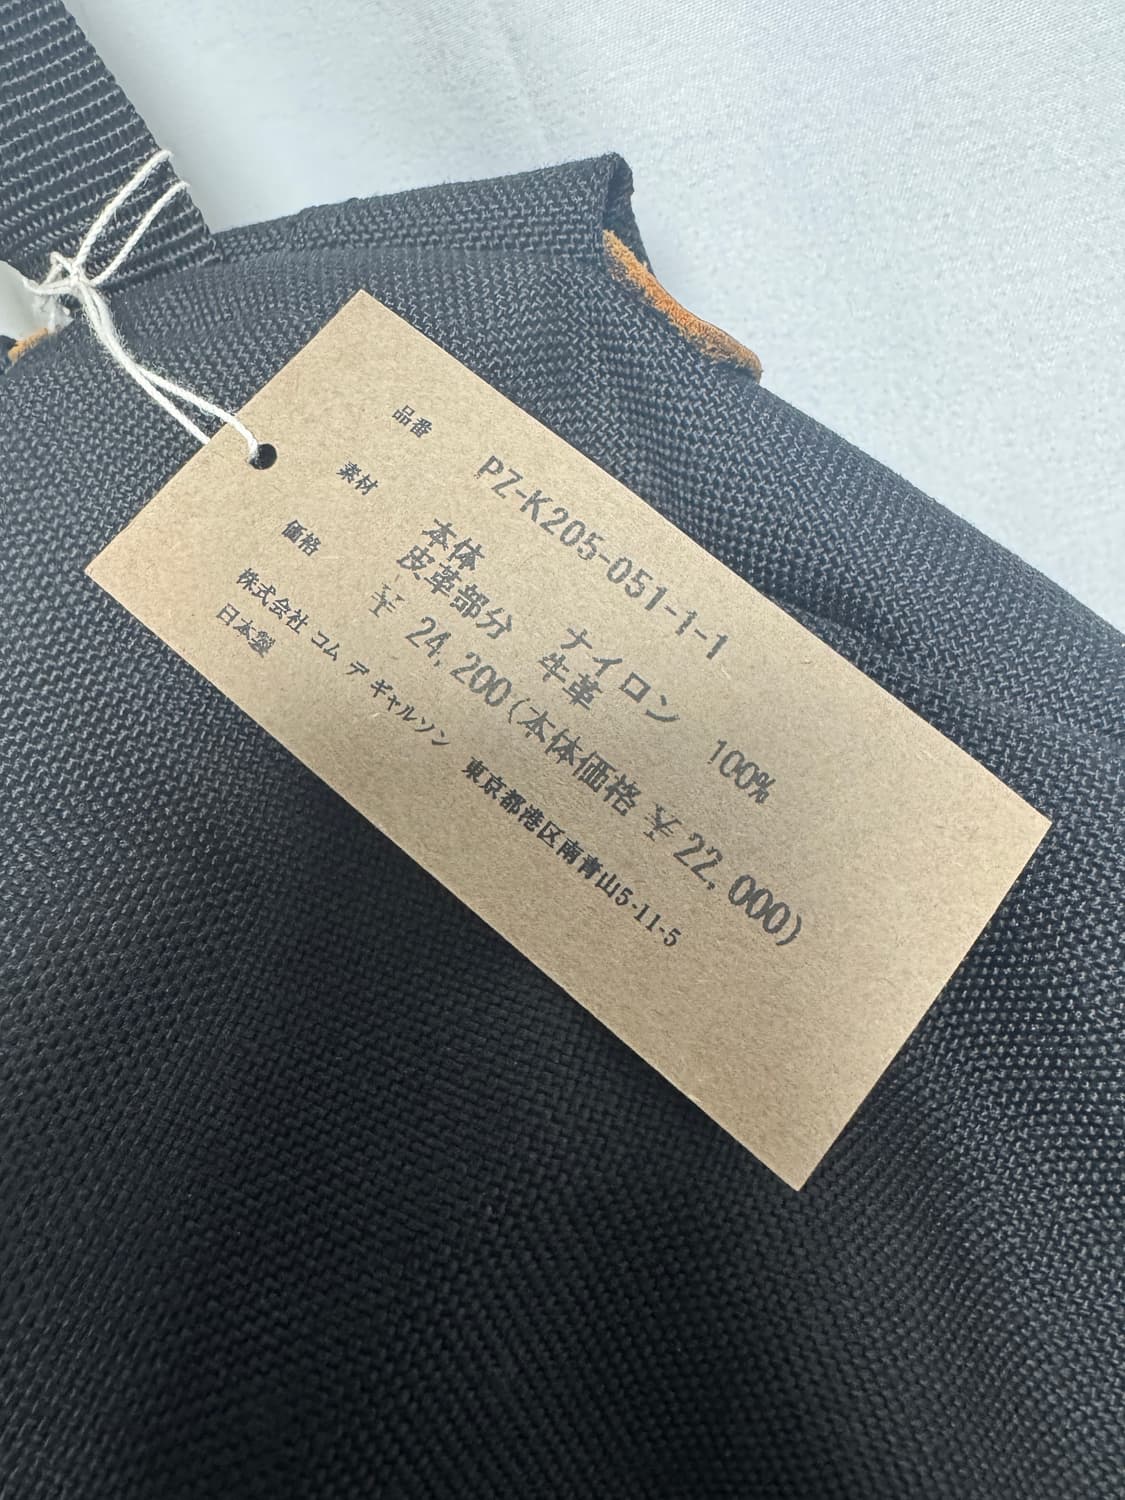 品番 PZ-K205-051-1-1
素材 本体 ナイロン 100%
皮革部分 牛革
価格 ¥ 24,200(本体価格 ¥ 22,000)
株式会社 コム デ ギャルソン 東京都港区南青山5-11-5
日本製